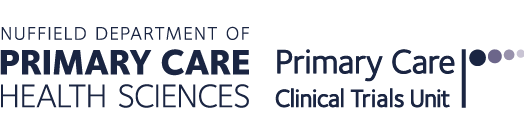 NUFFIELD DEPARTMENT OF
PRIMARY CARE
HEALTH SCIENCES
Primary Care
Clinical Trials Unit